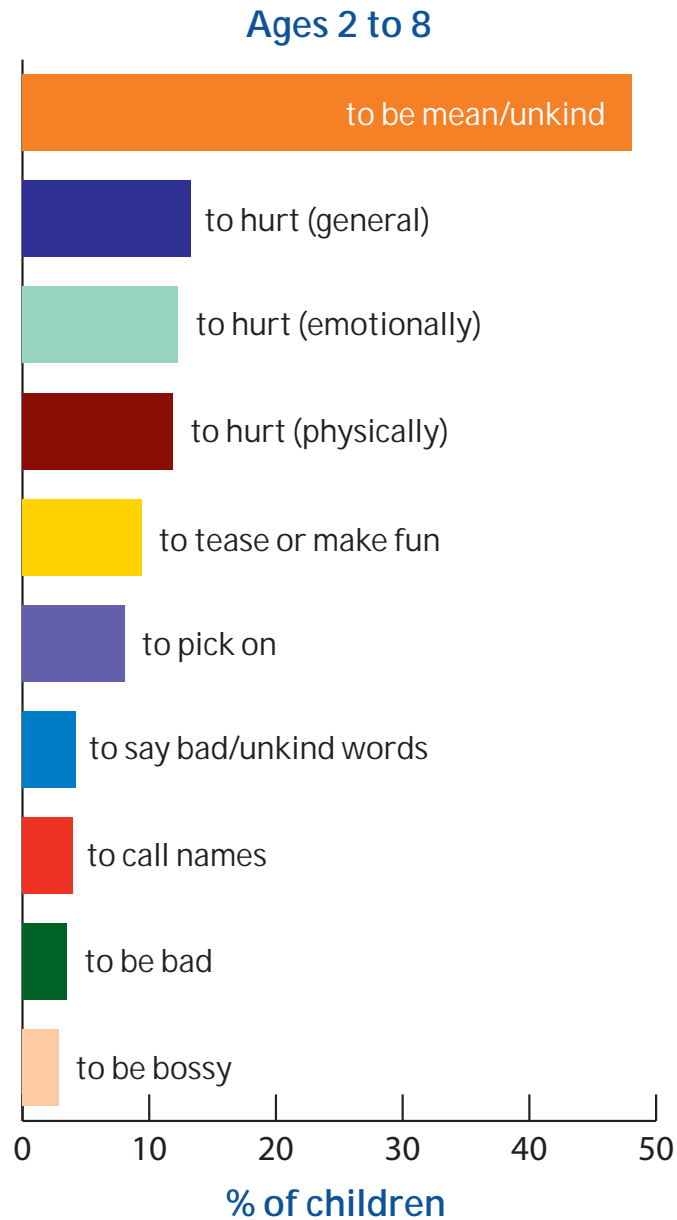 Ages 2 to 8
to be mean/unkind
to hurt (general)
to hurt (emotionally)
to hurt (physically)
to tease or make fun
to pick on
to say bad/unkind words
to call names
to be bad
to be bossy
0 10 20 30 40 50
% of children